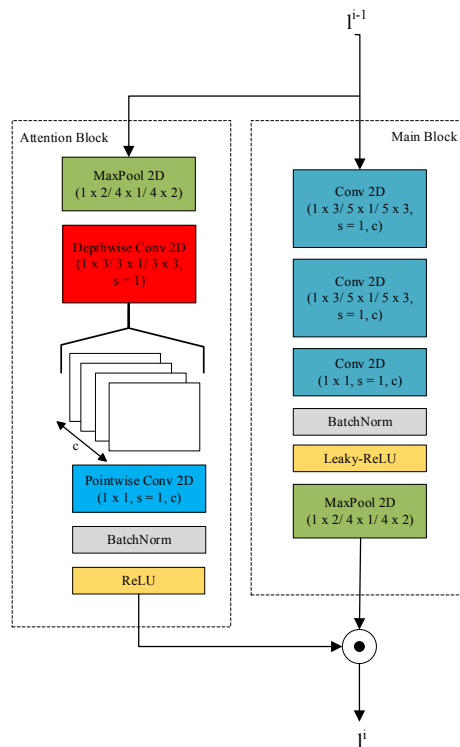 l^{i-1}
Attention Block
MaxPool 2D
(1 x 2/ 4 x 1/ 4 x 2)
Depthwise Conv 2D
(1 x 3/ 3 x 1/ 3 x 3,
s = 1)
c
Pointwise Conv 2D
(1 x 1, s = 1, c)
BatchNorm
ReLU
Main Block
Conv 2D
(1 x 3/ 5 x 1/ 5 x 3,
s = 1, c)
Conv 2D
(1 x 3/ 5 x 1/ 5 x 3,
s = 1, c)
Conv 2D
(1 x 1, s = 1, c)
BatchNorm
Leaky-ReLU
MaxPool 2D
(1 x 2/ 4 x 1/ 4 x 2)
l^i